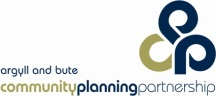 argyll and bute
communityplanningpartnership